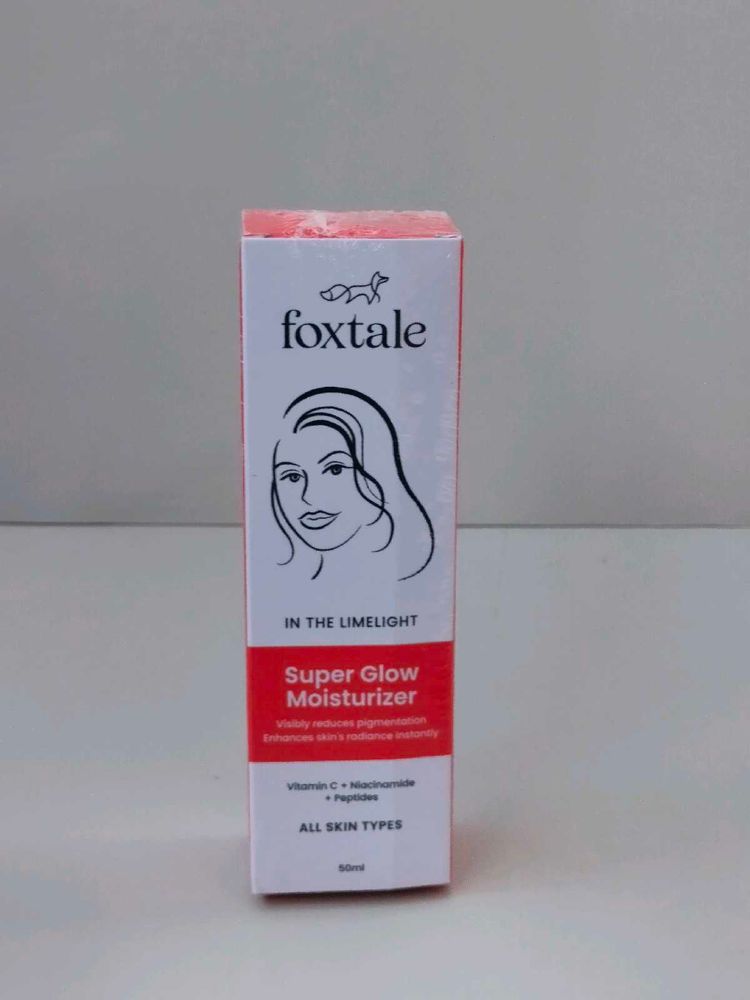 foxtale
IN THE LIMELIGHT
Super Glow
Moisturizer
Visibly reduces pigmentation
Enhances skin's radiance instantly
Vitamin C + Niacinamide
+ Peptides
ALL SKIN TYPES
50ml